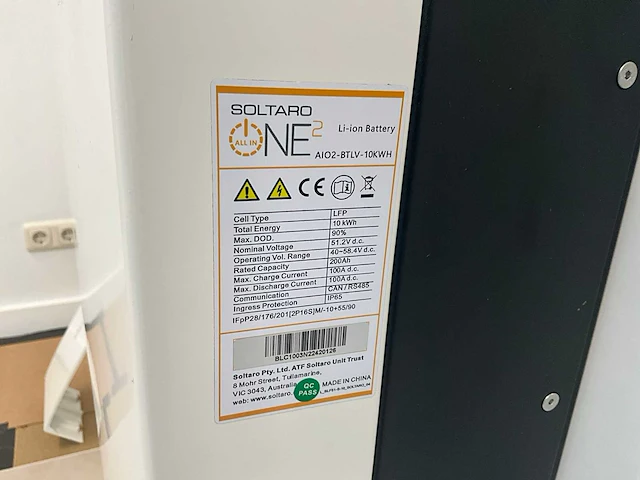 SOLTARO
ALL IN
ONE2
Li-ion Battery
AIO2-BTLV-10KWH
Cell Type LFP
Total Energy 10 kWh
Max. DOD. 90%
Nominal Voltage 51.2V d.c.
Operating Vol. Range 40~58.4V d.c.
Rated Capacity 200Ah
Max. Charge Current 100A d.c.
Max. Discharge Current 100A d.c.
Communication CAN / RS485
Ingress Protection IP65
IFpP28/176/201[2P16S]M/-10+55/90
BLC1003N22420126
Soltaro Pty. Ltd. ATF Soltaro Unit Trust
8 Mohr Street, Tullamarine,
VIC 3043, Australia
QC PASS
MADE IN CHINA
web: www.soltaro.